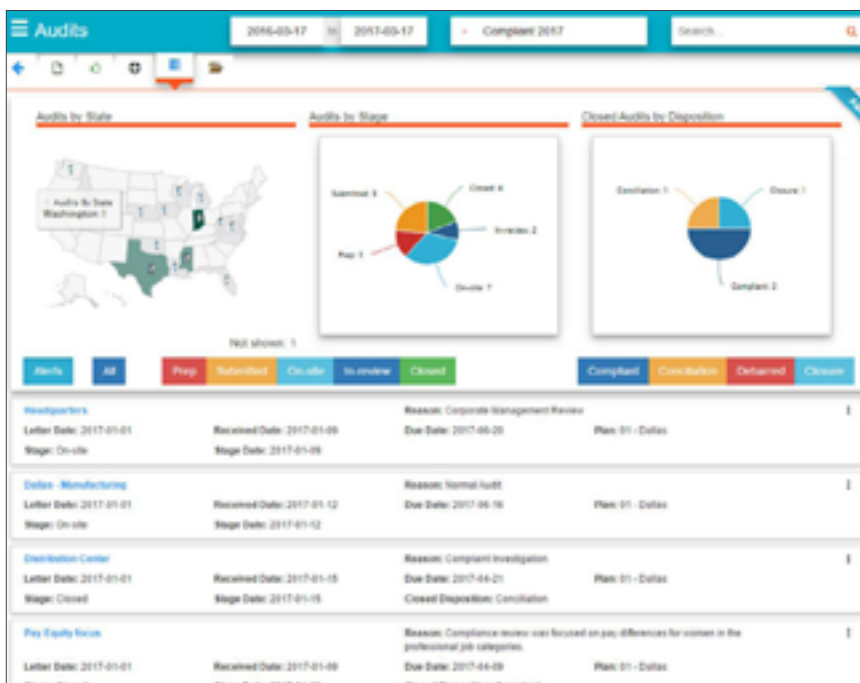 Audits
2016-03-17 to 2017-03-17
Compliant 2017
Search...
Audits by State
Audits by Stage
Closed Audits by Disposition
Audits By State
Washington: 1
Not shown: 1
Submitted: 5
Closed: 4
In-review: 2
On-site: 7
Conciliation: 1
Closure: 1
Compliant: 2
Alerts
All
Prep
Submitted
On-site
In-review
Closed
Compliant
Conciliation
Debarred
Closure
Headquarters
Reason: Corporate Management Review
Letter Date: 2017-01-01 Received Date: 2017-01-09 Due Date: 2017-06-20 Plan: 01 - Dallas
Stage: On-site Stage Date: 2017-01-09
Dallas - Manufacturing
Reason: Normal Audit
Letter Date: 2017-01-01 Received Date: 2017-01-12 Due Date: 2017-06-16 Plan: 01 - Dallas
Stage: On-site Stage Date: 2017-01-12
Distribution Center
Reason: Complaint Investigation
Letter Date: 2017-01-01 Received Date: 2017-01-15 Due Date: 2017-04-21 Plan: 01 - Dallas
Stage: Closed Stage Date: 2017-01-15 Closed Disposition: Conciliation
Pay Equity focus
Reason: Compliance review was focused on pay differences for women in the
professional job categories.
Letter Date: 2017-01-01 Received Date: 2017-01-09 Due Date: 2017-04-09 Plan: 01 - Dallas